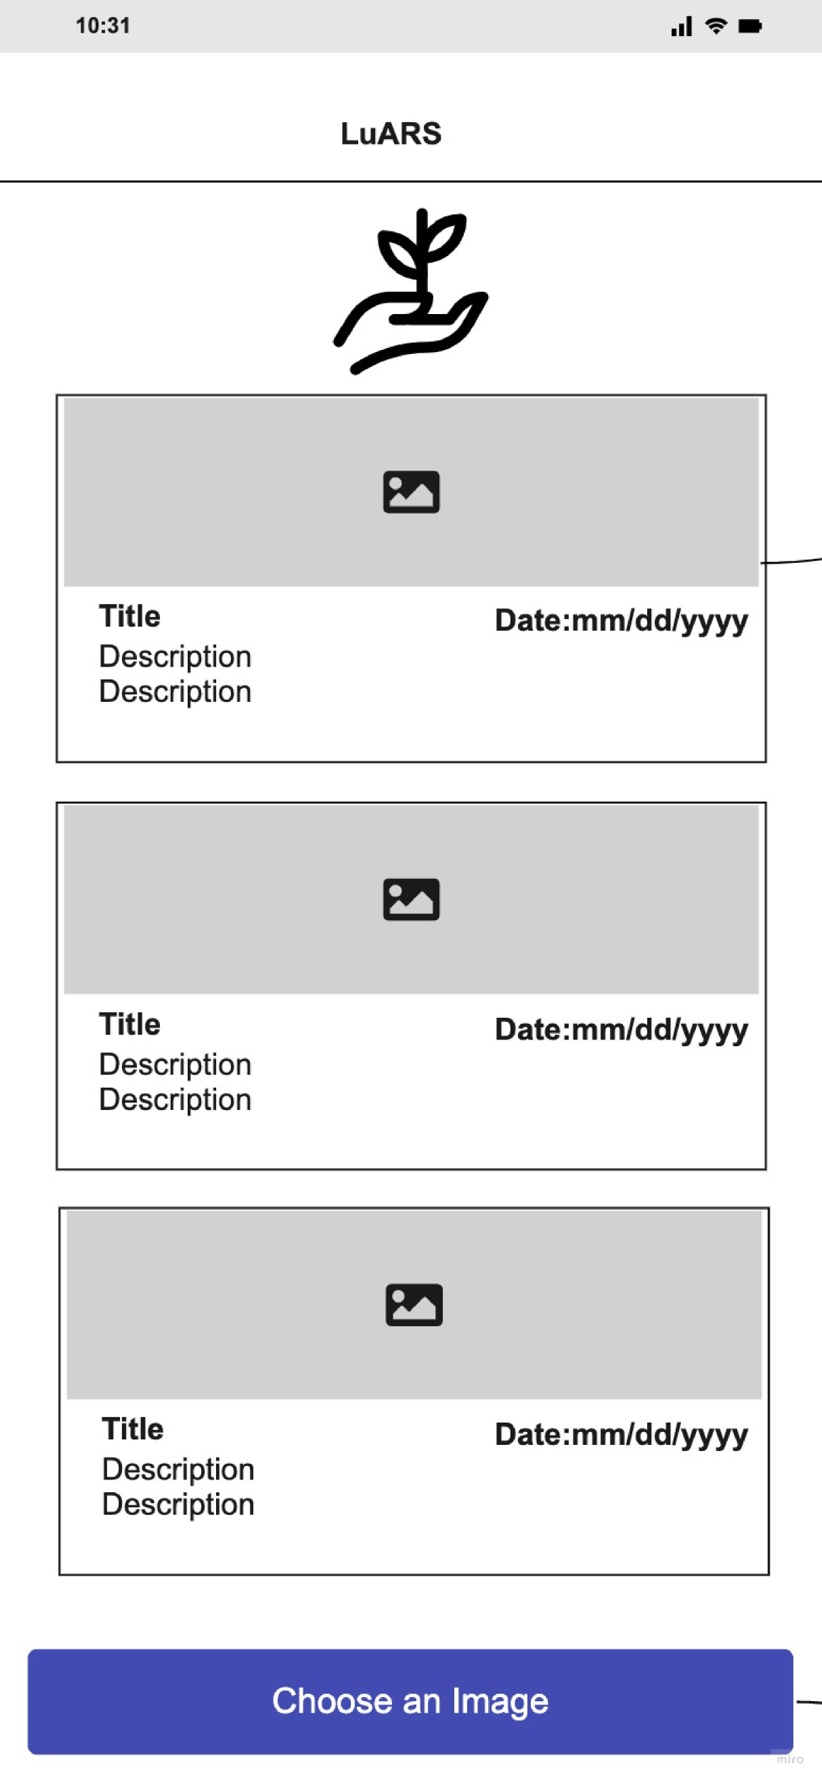 10:31
LuARS
Title
Date:mm/dd/yyyy
Description
Description
Title
Date:mm/dd/yyyy
Description
Description
Title
Date:mm/dd/yyyy
Description
Description
Choose an Image
miro